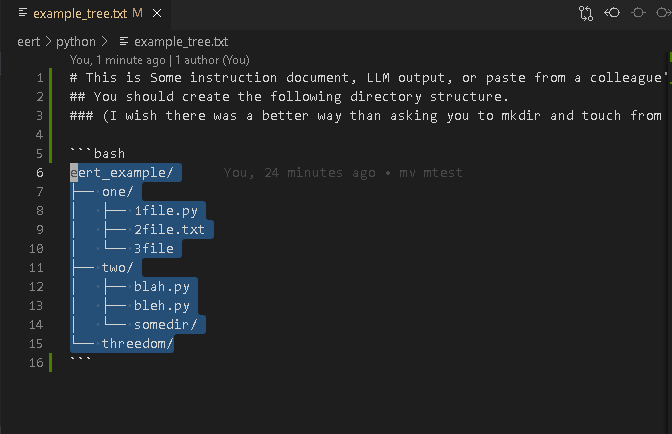 example_tree.txt M ×
eert > python > example_tree.txt
You, 1 minute ago | 1 author (You)
1 # This is Some instruction document, LLM output, or paste from a colleague'
2 ## You should create the following directory structure.
3 ### (I wish there was a better way than asking you to mkdir and touch from
4
5 ```bash
6 eert_example/ You, 24 minutes ago • mv mtest
7 ├── one/
8 │   ├── 1file.py
9 │   ├── 2file.txt
10 │   └── 3file
11 ├── two/
12 │   ├── blah.py
13 │   ├── bleh.py
14 │   └── somedir/
15 └── threedom/
16 ```